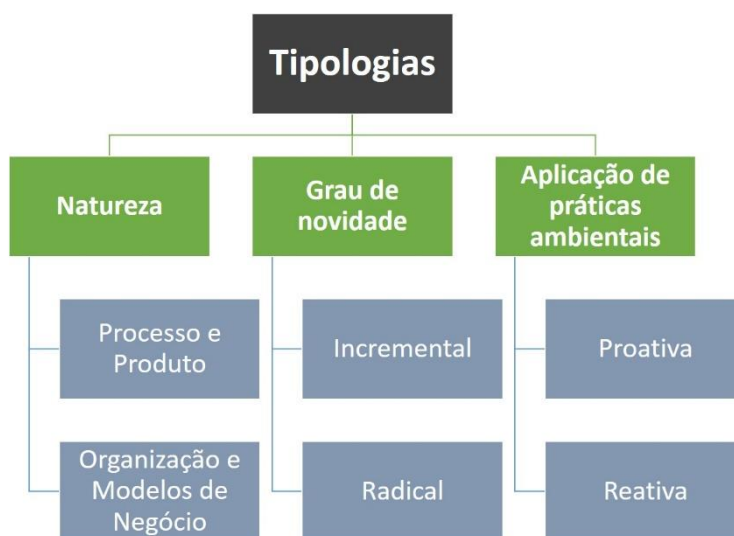 Tipologias
Natureza
Grau de
novidade
Aplicação de
práticas
ambientais
Processo e
Produto
Incremental
Proativa
Organização e
Modelos de
Negócio
Radical
Reativa